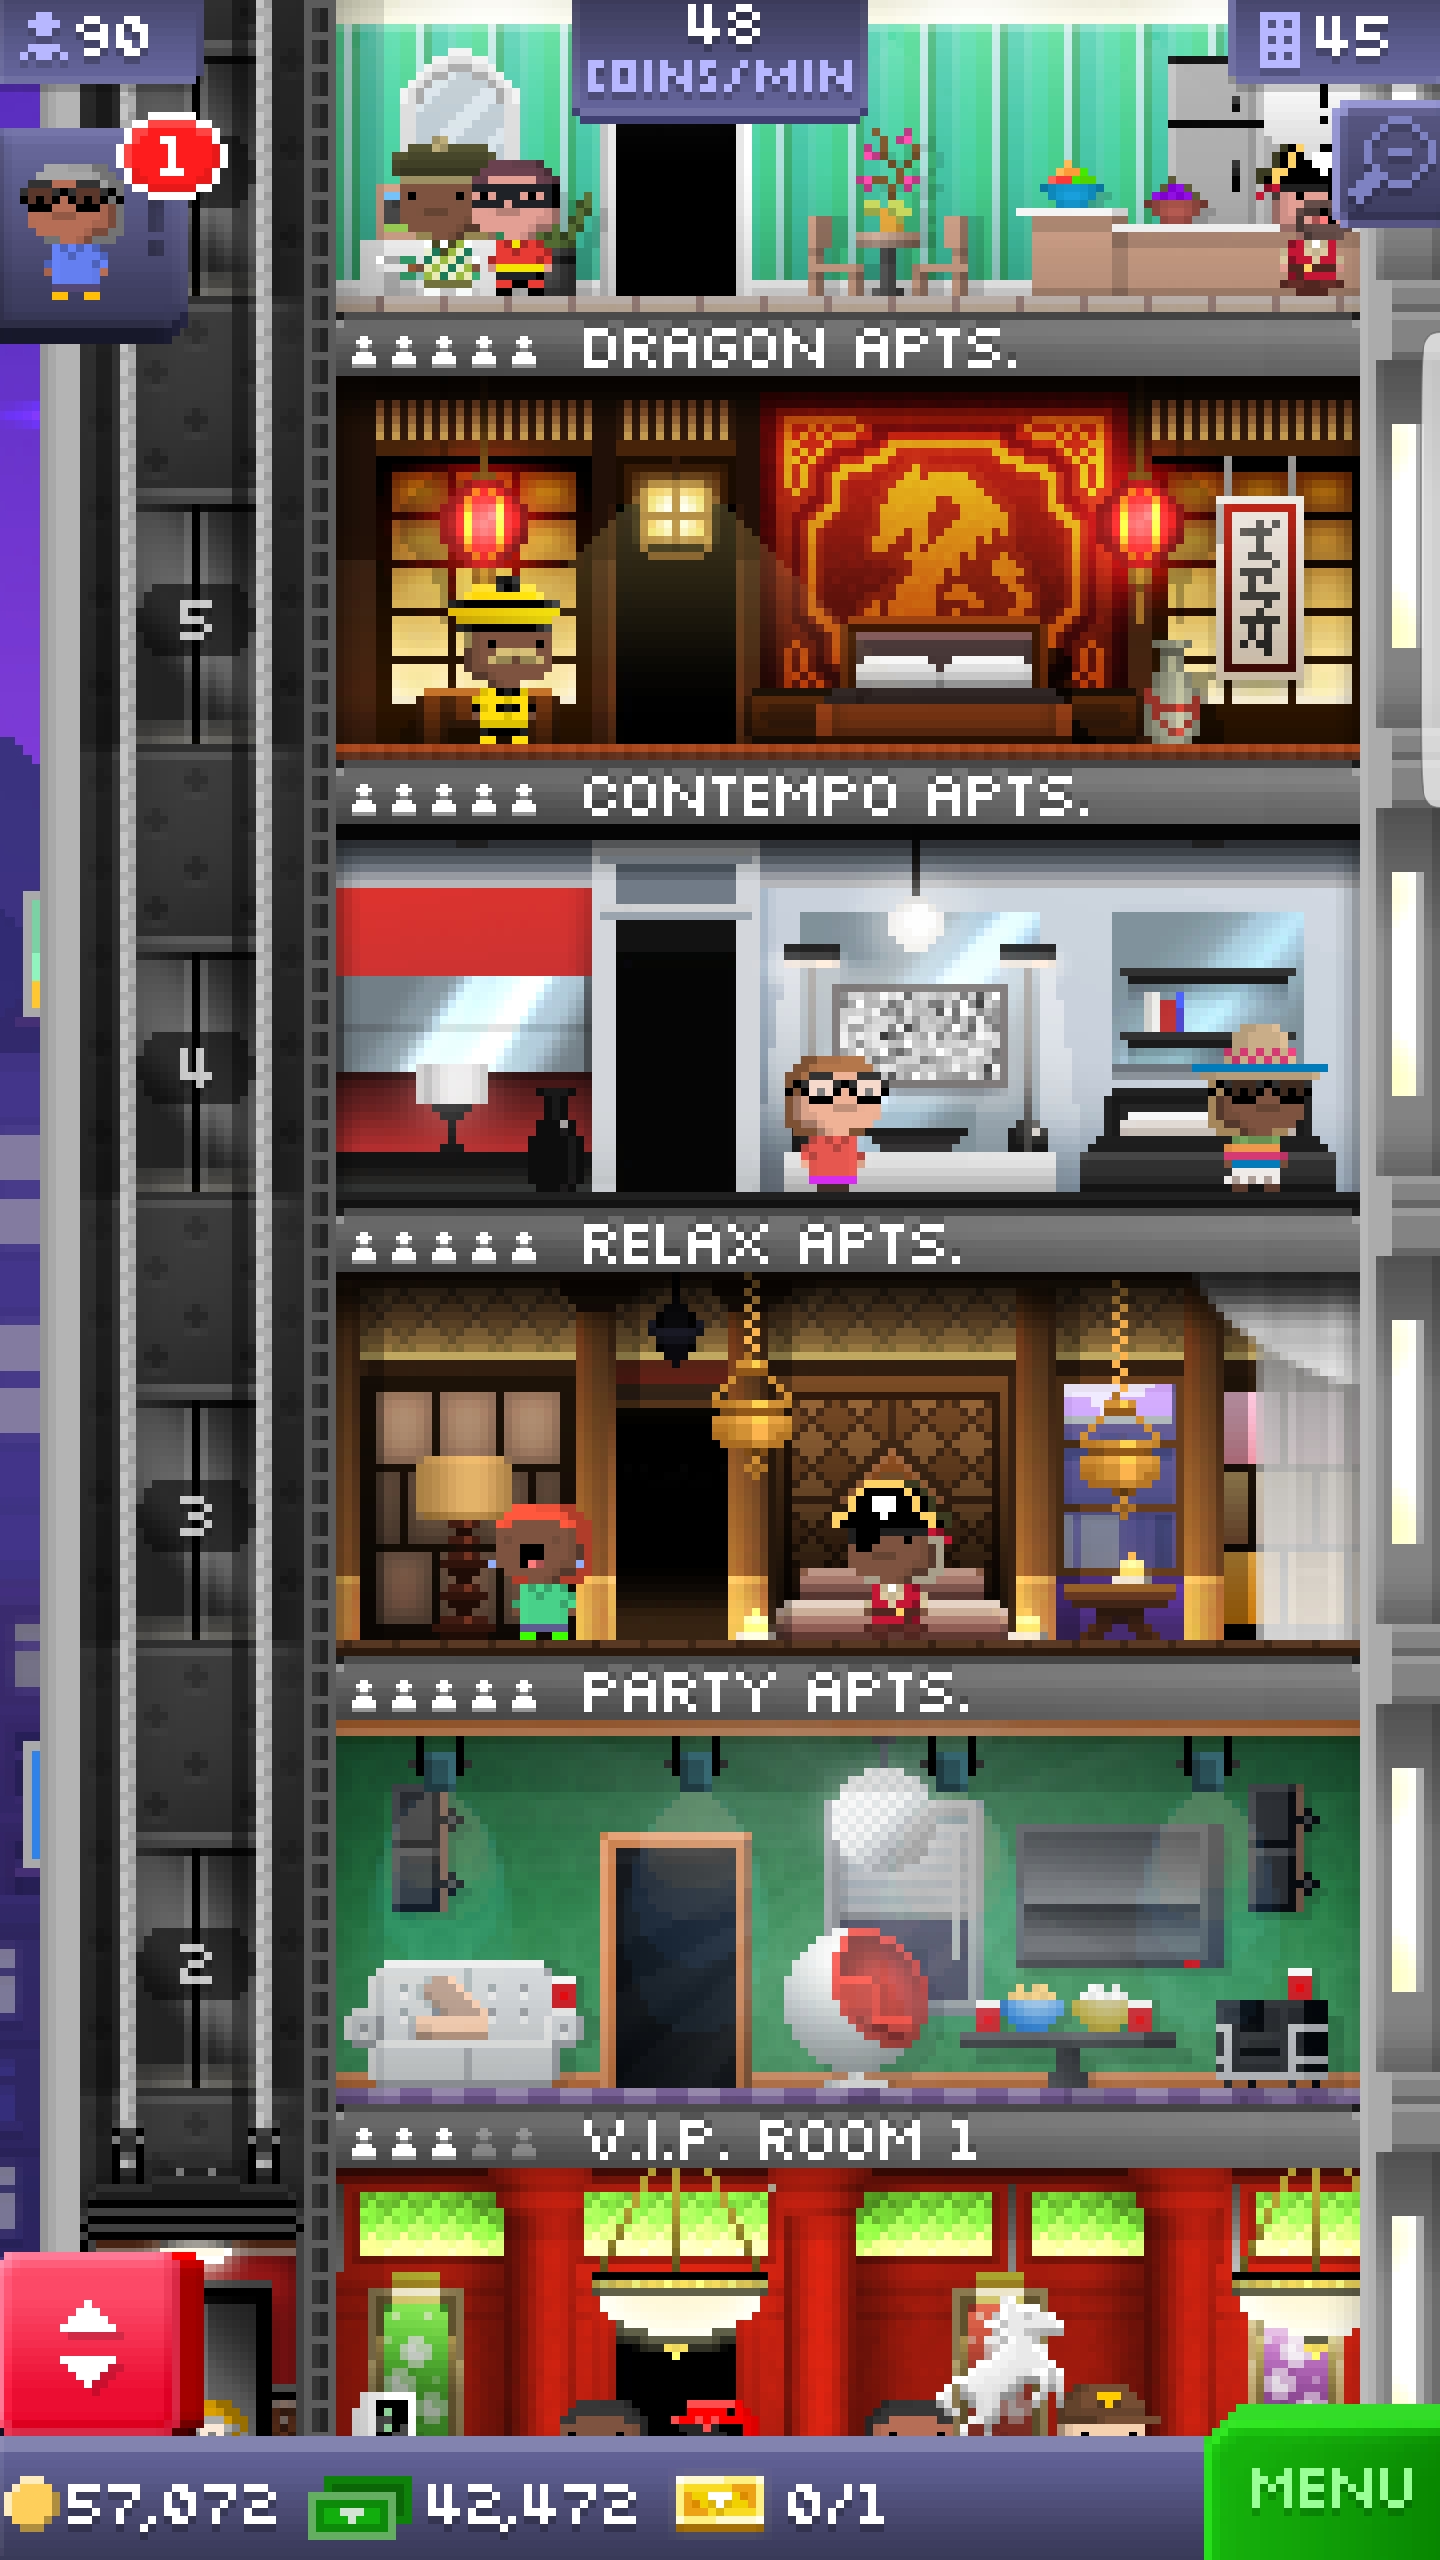 90
48
COINS/MIN
45
1
DRAGON APTS.
5
CONTEMPO APTS.
4
RELAX APTS.
3
PARTY APTS.
2
V.I.P. ROOM 1
57,072
42,472
0/1
MENU